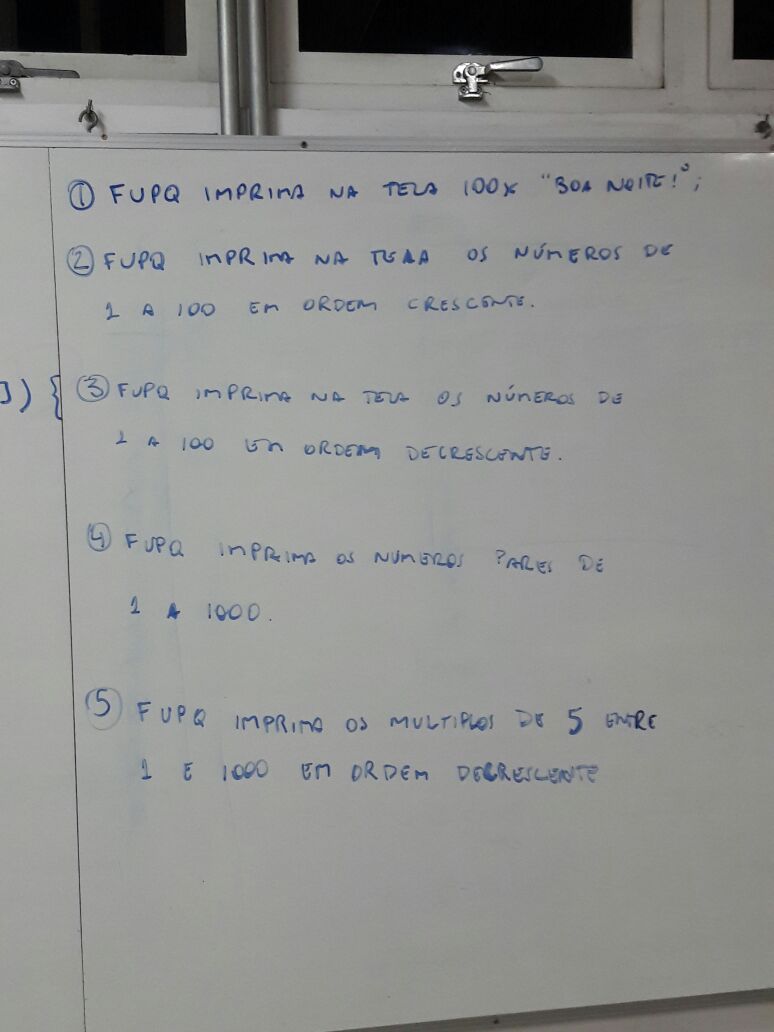 ]) {
① FUPQ IMPRIMA NA TELA 100X "BOA NOITE!";
② FUPQ IMPRIMA NA TELA OS NÚMEROS DE
1 A 100 EM ORDEM CRESCENTE.
③ FUPQ IMPRIMA NA TELA OS NÚMEROS DE
1 A 100 EM ORDEM DECRESCENTE.
④ FUPQ IMPRIMA OS NUMEROS PARES DE
1 A 1000.
⑤ FUPQ IMPRIMA OS MULTIPLOS DE 5 ENTRE
1 E 1000 EM ORDEM DECRESCENTE